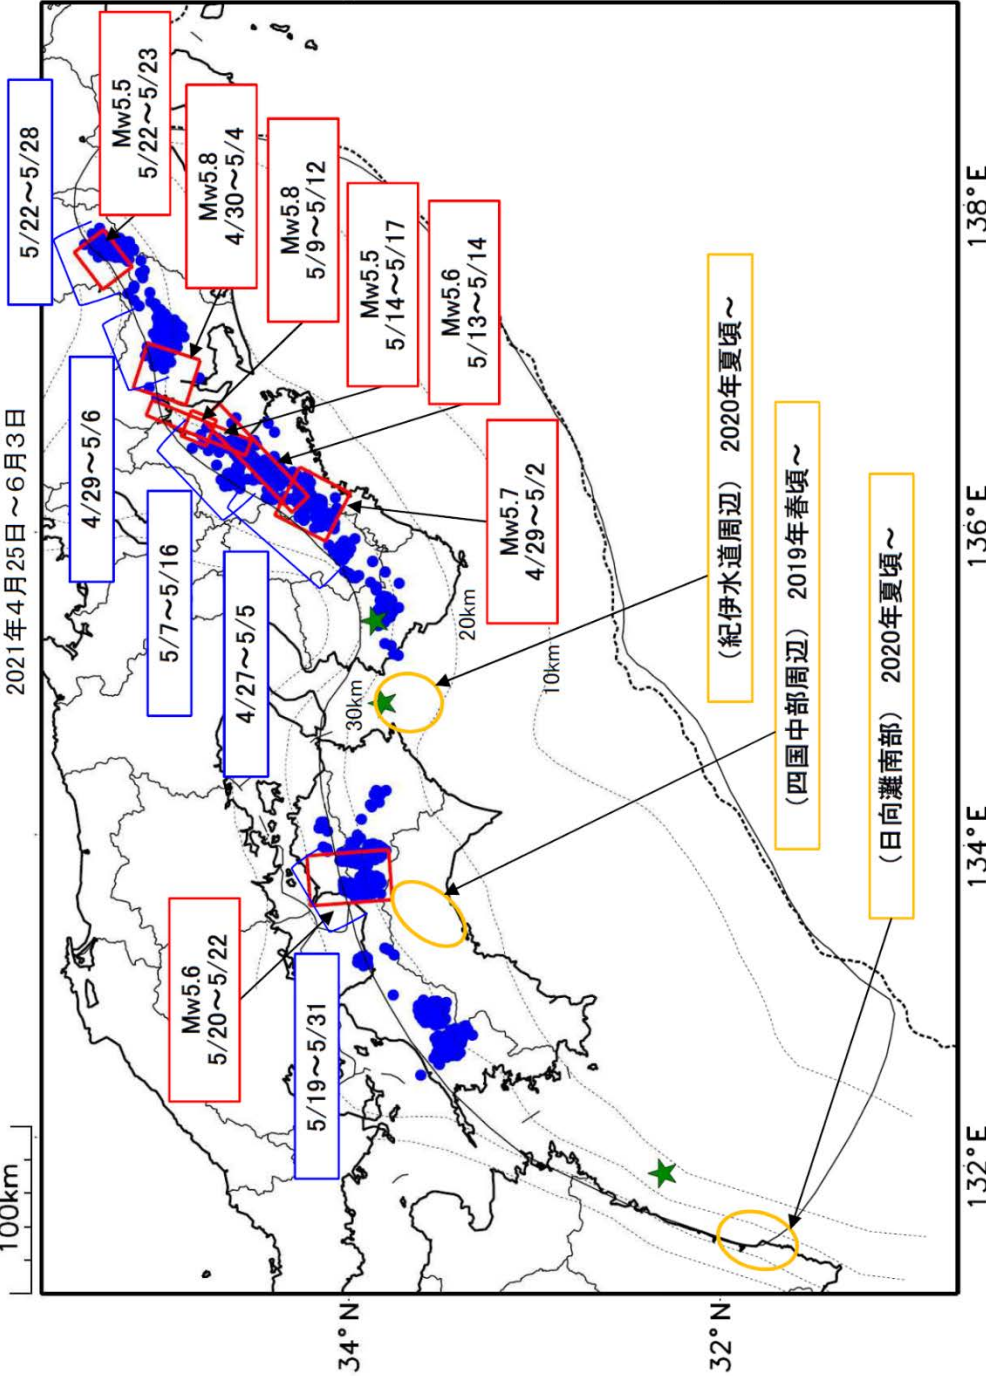 2021年4月25日～6月3日
100km
5/22～5/28
Mw5.5
5/22～5/23
Mw5.8
4/30～5/4
Mw5.8
5/9～5/12
Mw5.5
5/14～5/17
Mw5.6
5/13～5/14
Mw5.7
4/29～5/2
4/29～5/6
5/7～5/16
4/27～5/5
Mw5.6
5/20～5/22
5/19～5/31
30km
20km
10km
（紀伊水道周辺） 2020年夏頃～
（四国中部周辺） 2019年春頃～
（日向灘南部） 2020年夏頃～
34°N
32°N
132°E
134°E
136°E
138°E